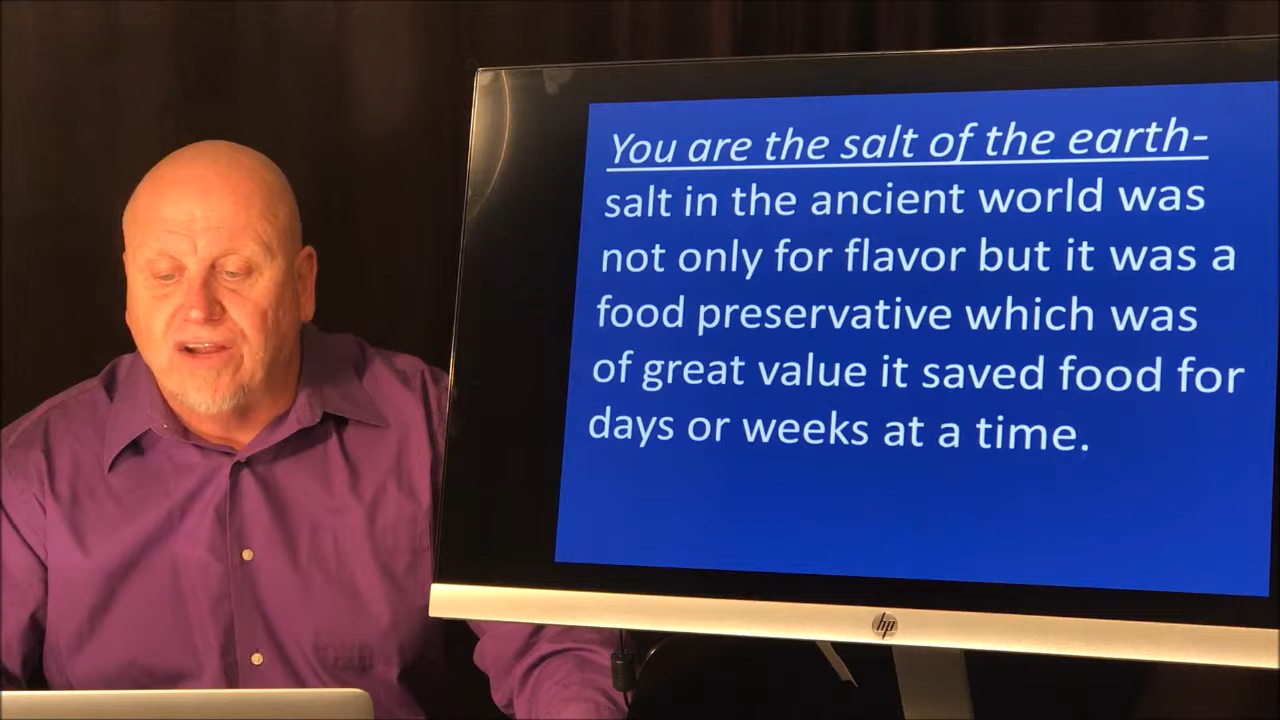 You are the salt of the earth-
salt in the ancient world was
not only for flavor but it was a
food preservative which was
of great value it saved food for
days or weeks at a time.
hp